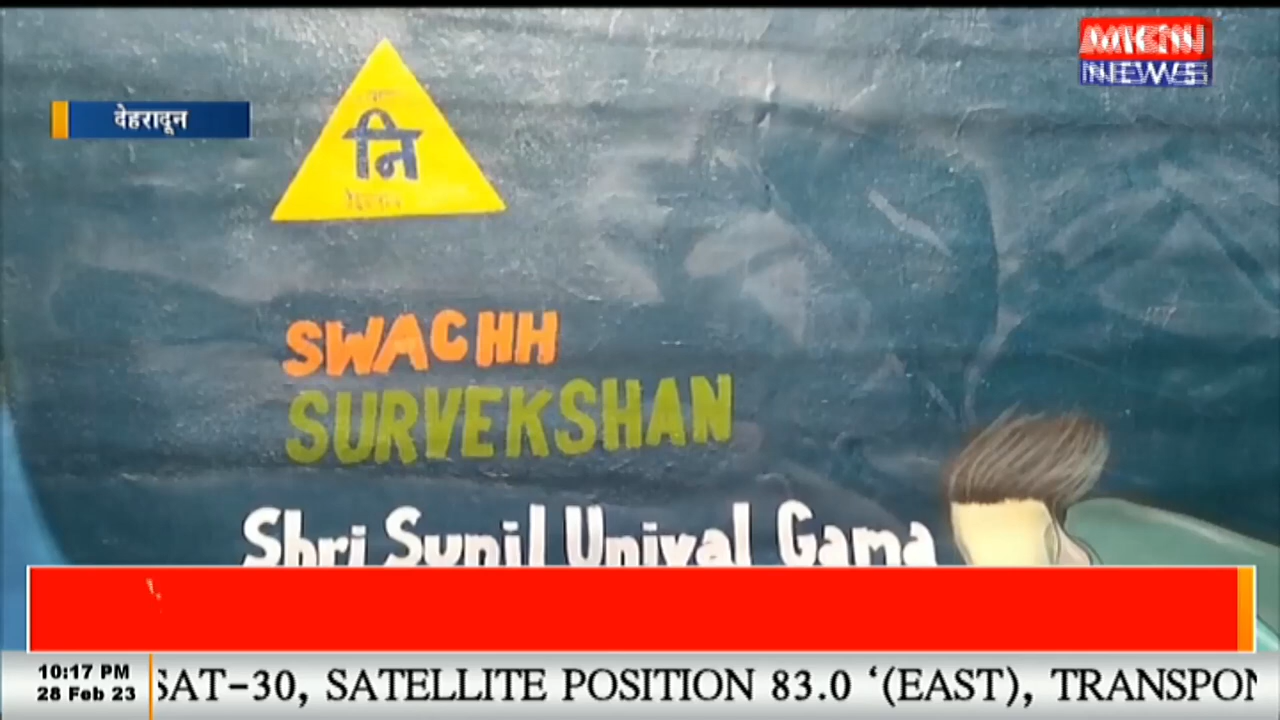 NEWS
देहरादून
नि
SWACHH
SURVEKSHAN
Shri Sunil Uniyal Gama
10:17 PM
28 Feb 23
SAT-30, SATELLITE POSITION 83.0 ‘(EAST), TRANSPON